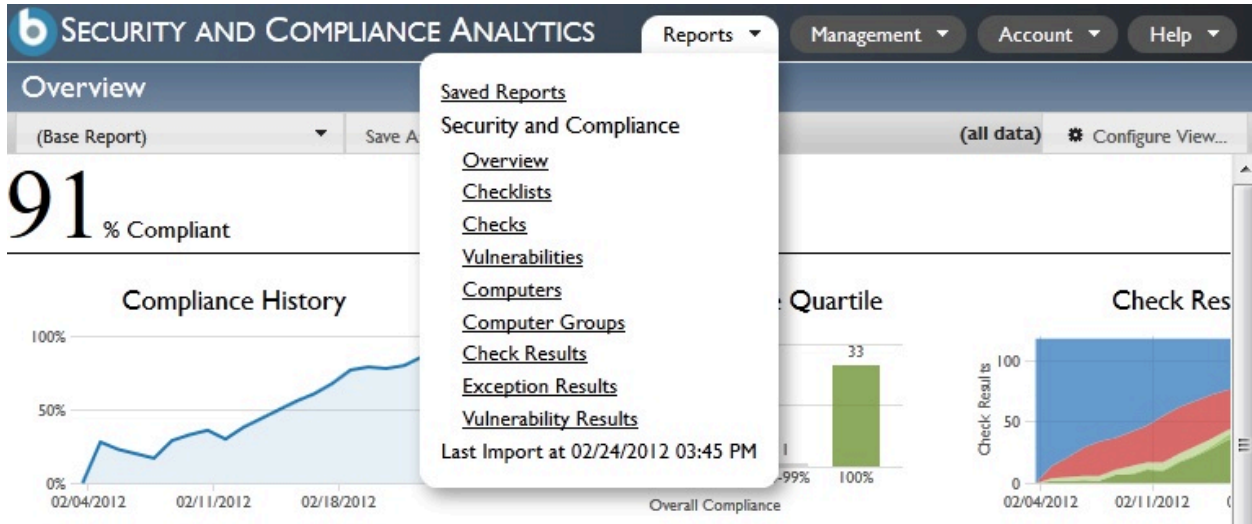 b SECURITY AND COMPLIANCE ANALYTICS
Reports
Management
Account
Help
Overview
(Base Report)
Save A
(all data)
Configure View...
Saved Reports
Security and Compliance
Overview
Checklists
Checks
Vulnerabilities
Computers
Computer Groups
Check Results
Exception Results
Vulnerability Results
Last Import at 02/24/2012 03:45 PM
91 % Compliant
Compliance History
100%
50%
0%
02/04/2012 02/11/2012 02/18/2012
Quartile
33
1
-99% 100%
Overall Compliance
Check Res
Check Results
100
50
0
02/04/2012 02/11/2012